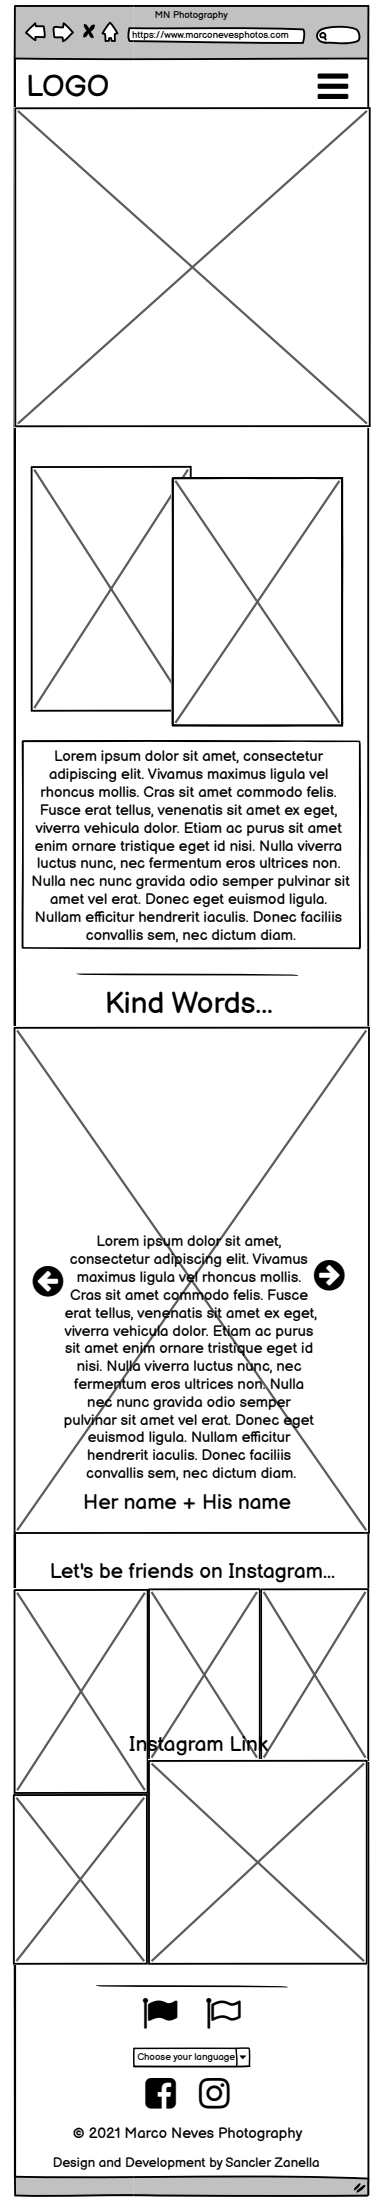 MN Photography
https://www.marconevesphotos.com
LOGO
Lorem ipsum dolor sit amet, consectetur
adipiscing elit. Vivamus maximus ligula vel
rhoncus mollis. Cras sit amet commodo felis.
Fusce erat tellus, venenatis sit amet ex eget,
viverra vehicula dolor. Etiam ac purus sit amet
enim ornare tristique eget id nisi. Nulla viverra
luctus nunc, nec fermentum eros ultrices non.
Nulla nec nunc gravida odio semper pulvinar sit
amet vel erat. Donec eget euismod ligula.
Nullam efficitur hendrerit iaculis. Donec faciliis
convallis sem, nec dictum diam.
Kind Words...
Lorem ipsum dolor sit amet,
consectetur adipiscing elit. Vivamus
maximus ligula vel rhoncus mollis.
Cras sit amet commodo felis. Fusce
erat tellus, venenatis sit amet ex eget,
viverra vehicula dolor. Etiam ac purus
sit amet enim ornare tristique eget id
nisi. Nulla viverra luctus nunc, nec
fermentum eros ultrices non. Nulla
nec nunc gravida odio semper
pulvinar sit amet vel erat. Donec eget
euismod ligula. Nullam efficitur
hendrerit iaculis. Donec faciliis
convallis sem, nec dictum diam.
Her name + His name
Let's be friends on Instagram...
Instagram Link
Choose your language
© 2021 Marco Neves Photography
Design and Development by Sancler Zanella